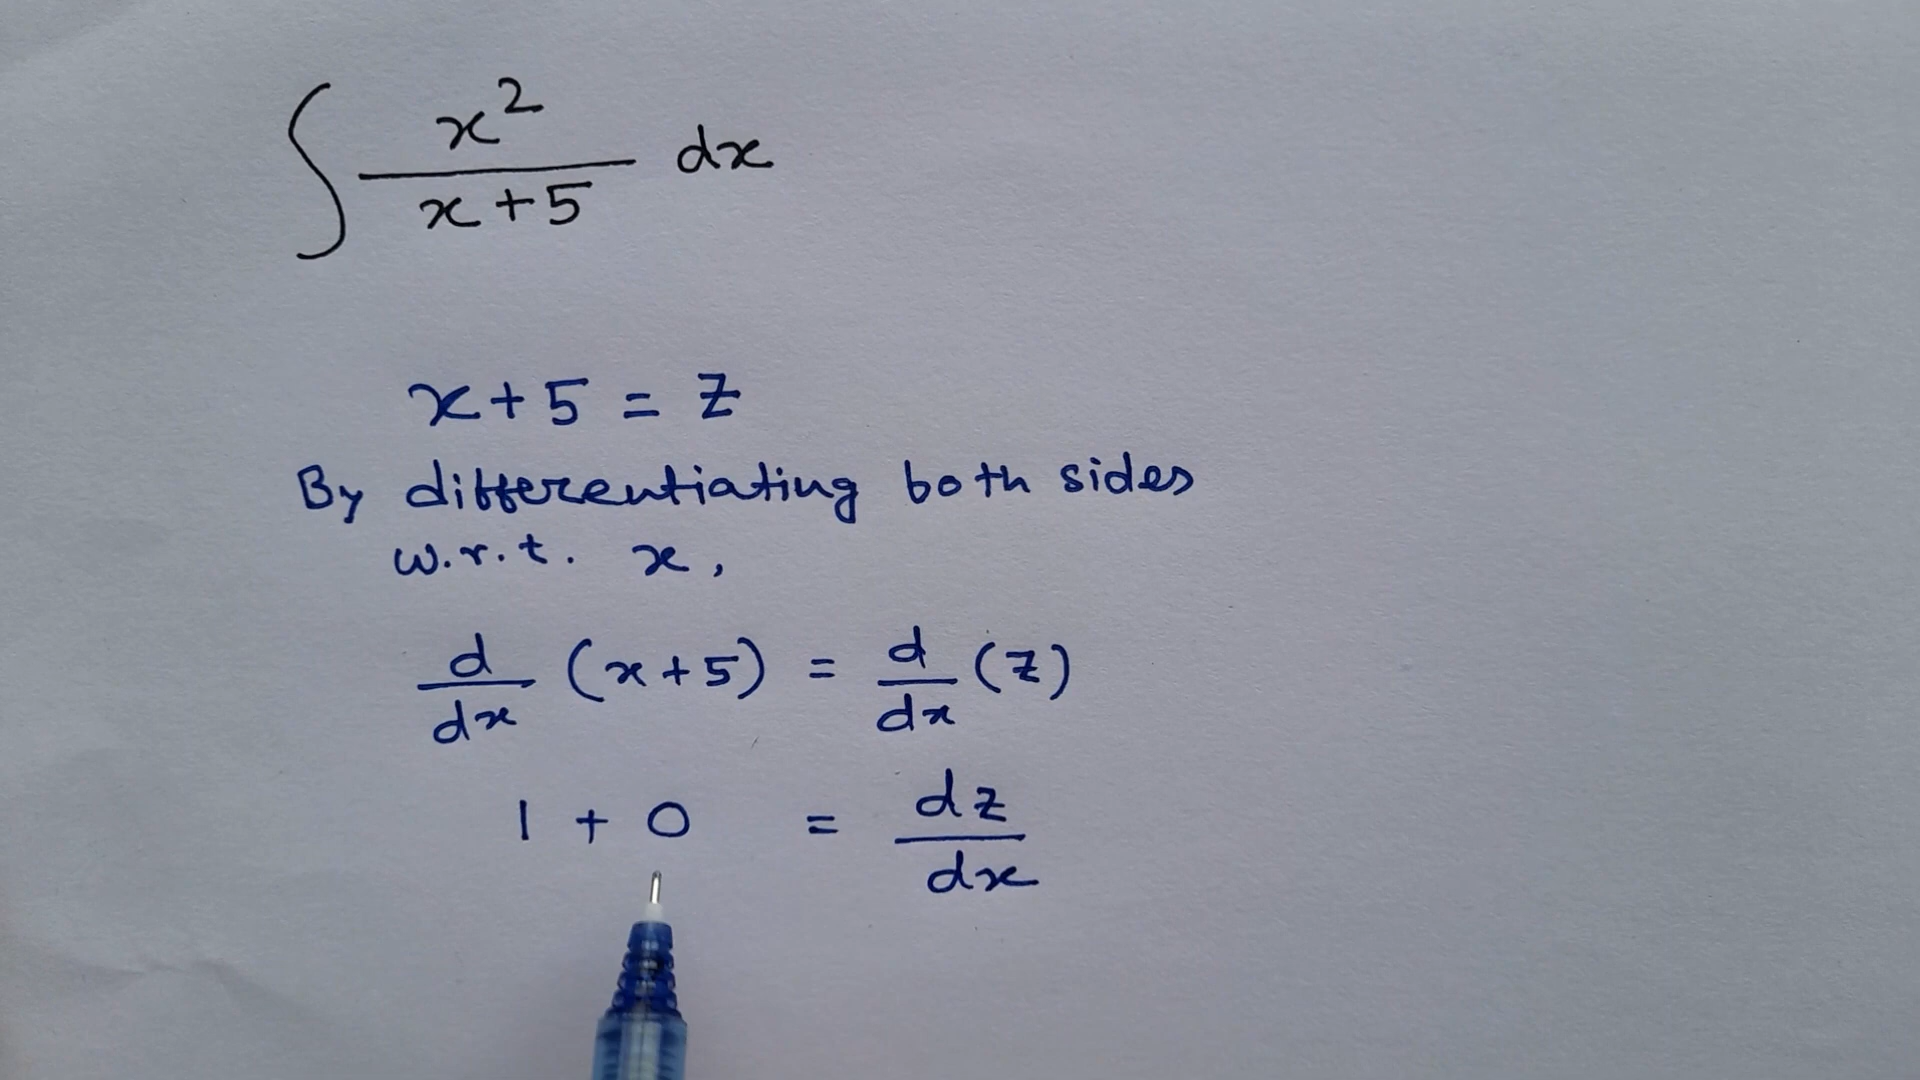 ∫ x²/(x+5) dx
x+5 = z
By differentiating both sides
w.r.t. x,
d/dx (x+5) = d/dx (z)
1 + 0 = dz/dx